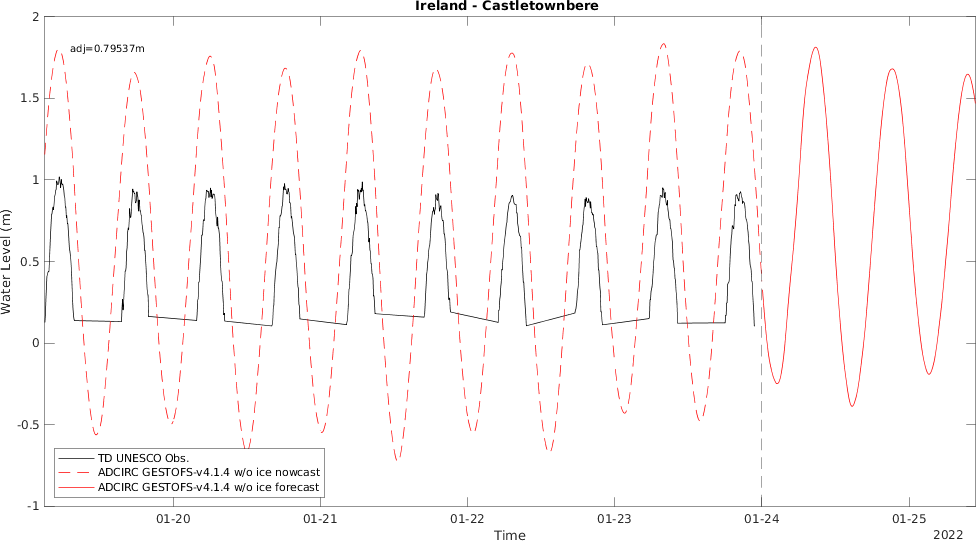 Ireland - Castletownbere
adj=0.79537m
2
1.5
1
0.5
0
-0.5
-1
Water Level (m)
TD UNESCO Obs.
ADCIRC GESTOFS-v4.1.4 w/o ice nowcast
ADCIRC GESTOFS-v4.1.4 w/o ice forecast
01-20
01-21
01-22
01-23
01-24
01-25
Time
2022